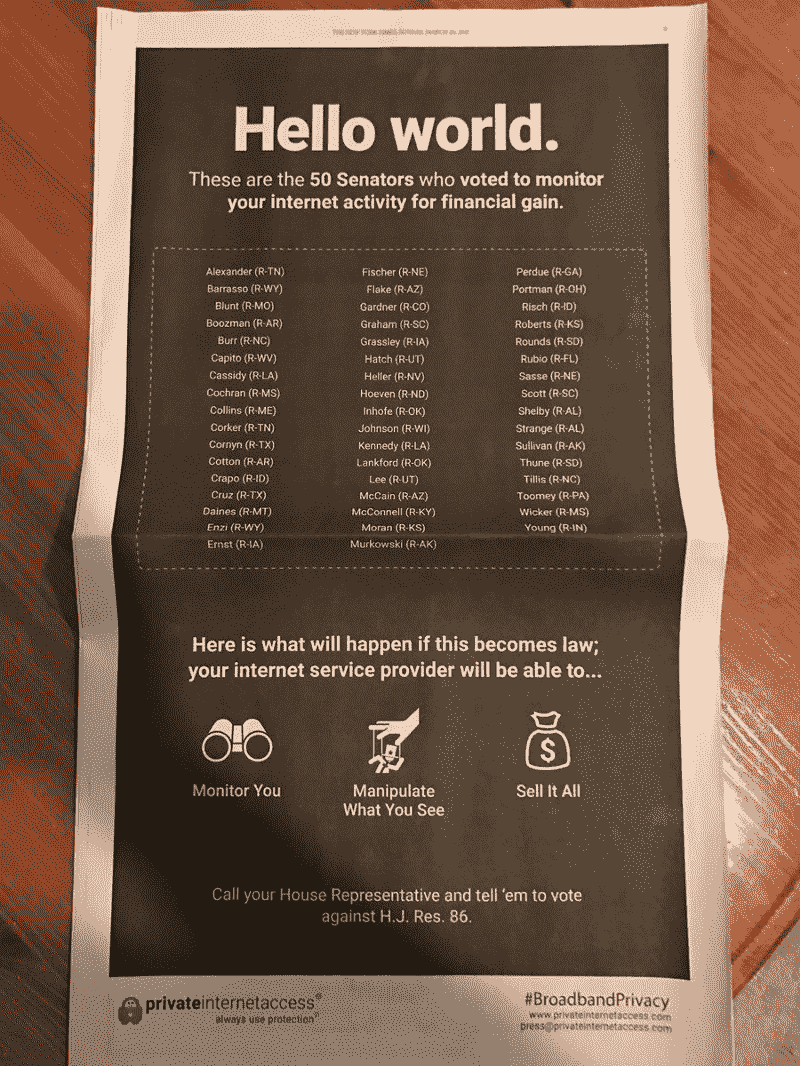 Hello world.
These are the 50 Senators who voted to monitor
your internet activity for financial gain.
Alexander (R-TN)
Barrasso (R-WY)
Blunt (R-MO)
Boozman (R-AR)
Burr (R-NC)
Capito (R-WV)
Cassidy (R-LA)
Cochran (R-MS)
Collins (R-ME)
Corker (R-TN)
Cornyn (R-TX)
Cotton (R-AR)
Crapo (R-ID)
Cruz (R-TX)
Daines (R-MT)
Enzi (R-WY)
Ernst (R-IA)
Fischer (R-NE)
Flake (R-AZ)
Gardner (R-CO)
Graham (R-SC)
Grassley (R-IA)
Hatch (R-UT)
Heller (R-NV)
Hoeven (R-ND)
Inhofe (R-OK)
Johnson (R-WI)
Kennedy (R-LA)
Lankford (R-OK)
Lee (R-UT)
McCain (R-AZ)
McConnell (R-KY)
Moran (R-KS)
Murkowski (R-AK)
Perdue (R-GA)
Portman (R-OH)
Risch (R-ID)
Roberts (R-KS)
Rounds (R-SD)
Rubio (R-FL)
Sasse (R-NE)
Scott (R-SC)
Shelby (R-AL)
Strange (R-AL)
Sullivan (R-AK)
Thune (R-SD)
Tillis (R-NC)
Toomey (R-PA)
Wicker (R-MS)
Young (R-IN)
Here is what will happen if this becomes law;
your internet service provider will be able to...
$
Monitor You
Manipulate
What You See
Sell It All
Call your House Representative and tell 'em to vote
against H.J. Res. 86.
privateinternetaccess®
always use protection®
#BroadbandPrivacy
www.privateinternetaccess.com
press@privateinternetaccess.com